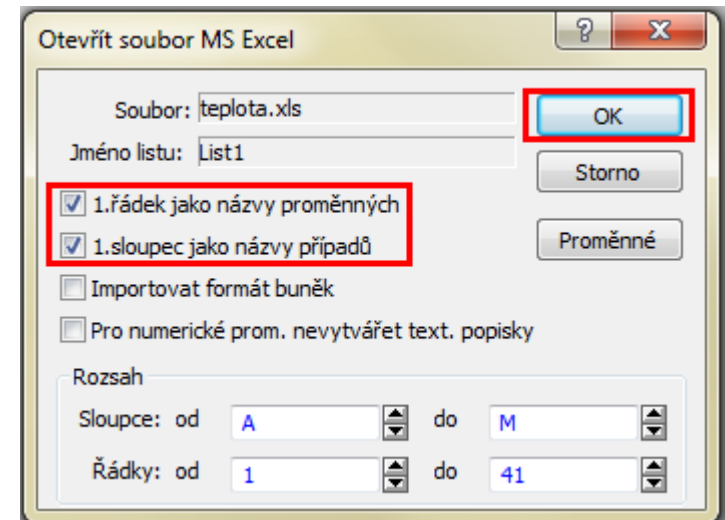 Otevřít soubor MS Excel
Soubor: teplota.xls
OK
Jméno listu: List1
Storno
1.řádek jako názvy proměnných
1.sloupec jako názvy případů
Proměnné
Importovat formát buněk
Pro numerické prom. nevytvářet text. popisky
Rozsah
Sloupce: od A do M
Řádky: od 1 do 41